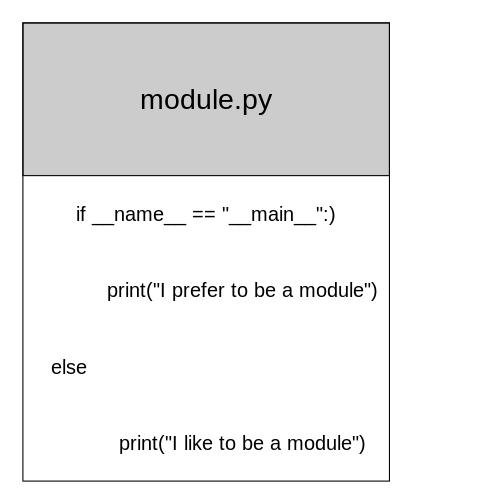 module.py
if __name__ == "__main__":)
print("I prefer to be a module")
else
print("I like to be a module")